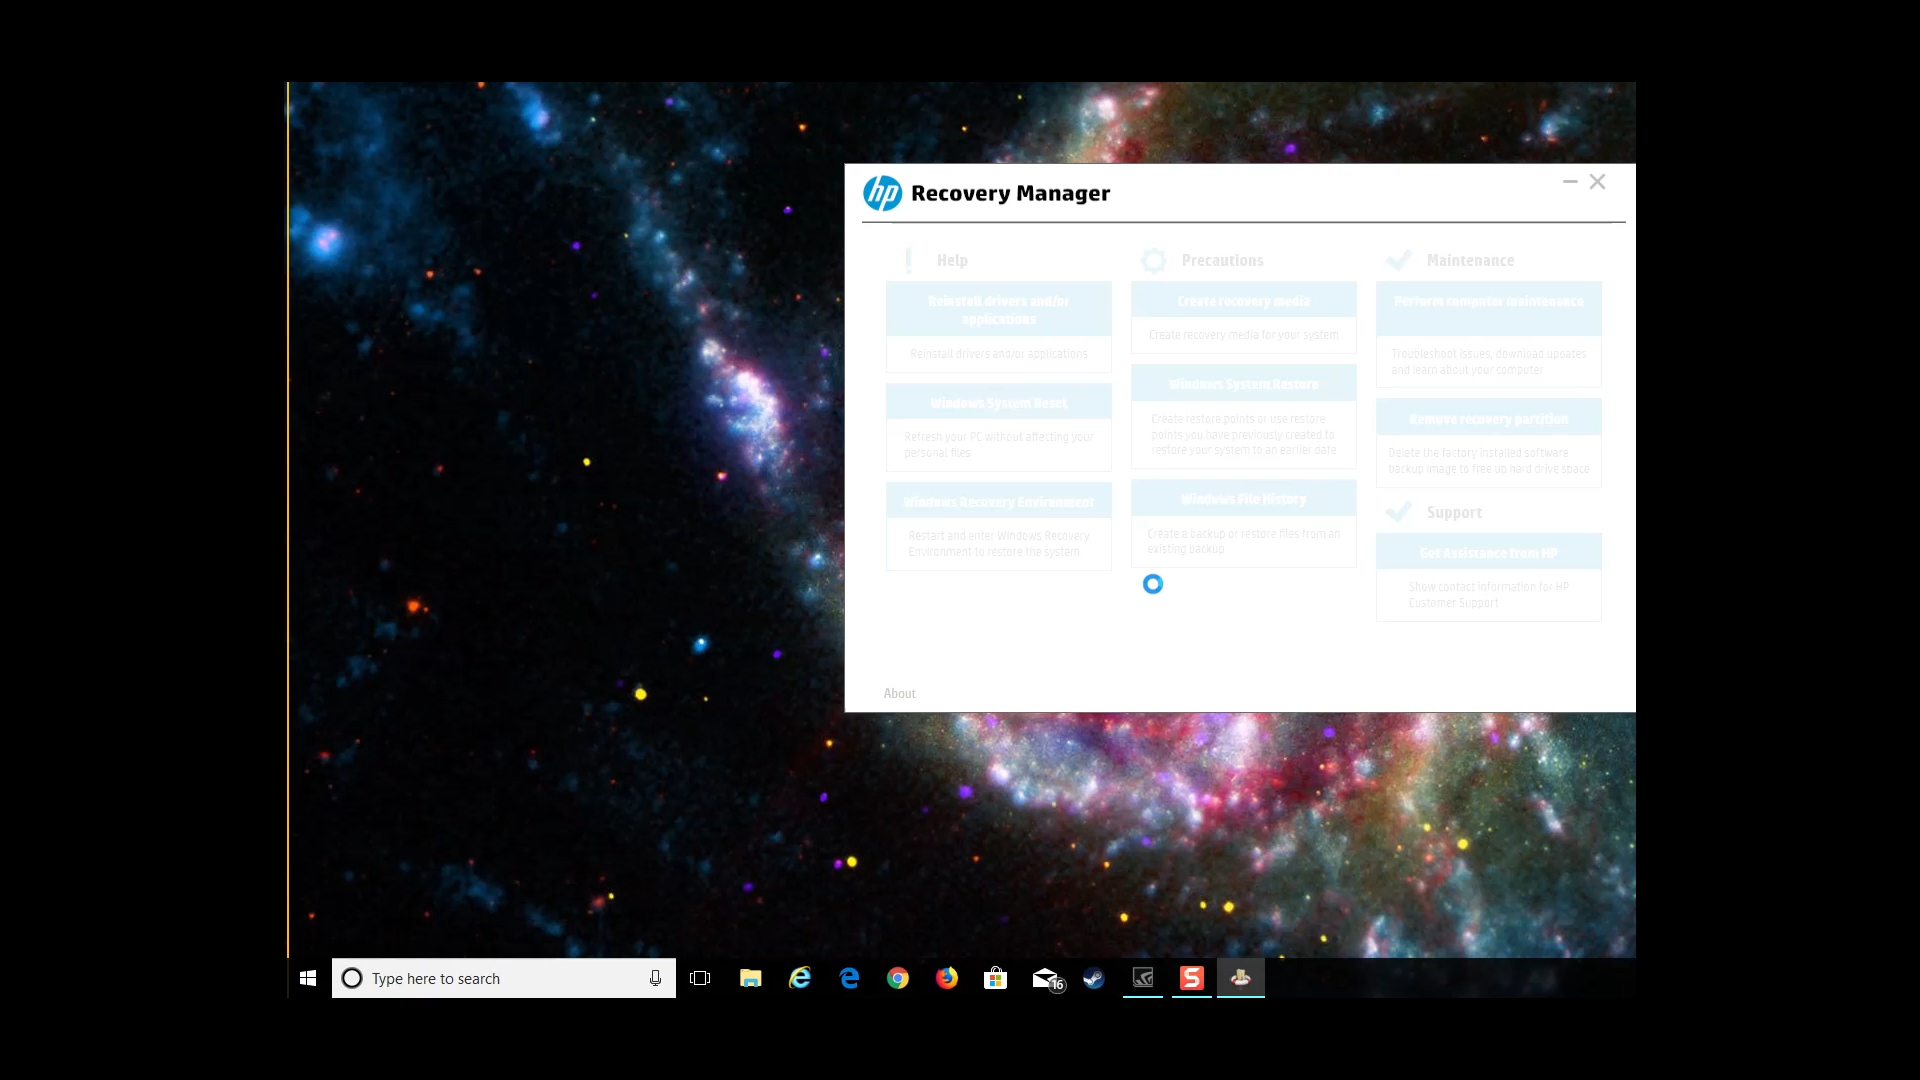 hp Recovery Manager
Help
Reinstall drivers and/or
applications
Reinstall drivers and/or applications
Windows System Reset
Refresh your PC without affecting your
personal files
Windows Recovery Environment
Restart and enter Windows Recovery
Environment to restore the system
Precautions
Create recovery media
Create recovery media for your system
Windows System Restore
Create restore points or use restore
points you have previously created to
restore your system to an earlier date
Windows File History
Create a backup or restore files from an
existing backup
Maintenance
Perform computer maintenance
Troubleshoot issues, download updates
and learn about your computer
Remove recovery partition
Delete the factory installed software
backup image to free up hard drive space
Support
Get Assistance from HP
Show contact information for HP
Customer Support
About
Type here to search
16